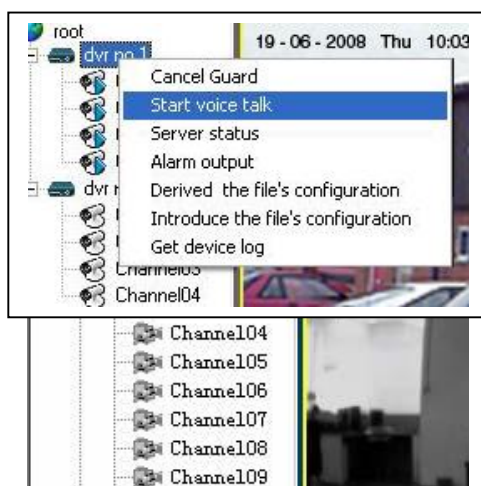 root
19 - 06 - 2008 Thu 10:03
dvr no 1
Cancel Guard
Start voice talk
Server status
Alarm output
Derived the file's configuration
Introduce the file's configuration
Get device log
dvr
Channel03
Channel04
Channel04
Channel05
Channel06
Channel07
Channel08
Channel09